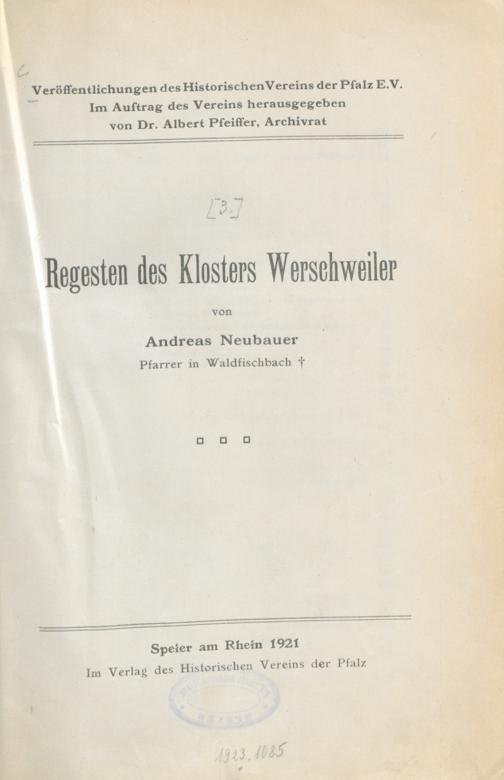 Veröffentlichungen des Historischen Vereins der Pfalz E.V.
Im Auftrag des Vereins herausgegeben
von Dr. Albert Pfeiffer, Archivrat
[3.]
Regesten des Klosters Werschweiler
von
Andreas Neubauer
Pfarrer in Waldfischbach †
Speier am Rhein 1921
Im Verlag des Historischen Vereins der Pfalz
1923.1085